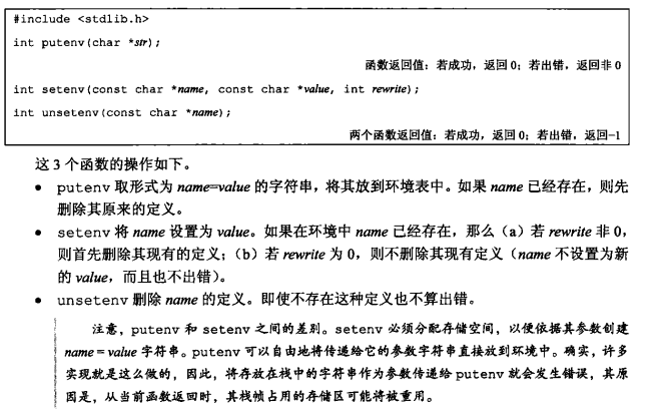 #include <stdlib.h>
int putenv(char *str);
函数返回值：若成功，返回 0；若出错，返回非 0
int setenv(const char *name, const char *value, int rewrite);
int unsetenv(const char *name);
两个函数返回值：若成功，返回 0；若出错，返回-1
这 3 个函数的操作如下。
• putenv 取形式为 name=value 的字符串，将其放到环境表中。如果 name 已经存在，则先
删除其原来的定义。
• setenv 将 name 设置为 value。如果在环境中 name 已经存在，那么（a）若 rewrite 非 0，
则首先删除其现有的定义；（b）若 rewrite 为 0，则不删除其现有定义（name 不设置为新
的 value，而且也不出错）。
• unsetenv 删除 name 的定义。即使不存在这种定义也不算出错。
注意，putenv 和 setenv 之间的差别。setenv 必须分配存储空间，以便依据其参数创建
name = value 字符串。putenv 可以自由地将传递给它的参数字符串直接放到环境中。确实，许多
实现就是这么做的，因此，将存放在栈中的字符串作为参数传递给 putenv 就会发生错误，其原
因是，从当前函数返回时，其栈帧占用的存储区可能将被重用。